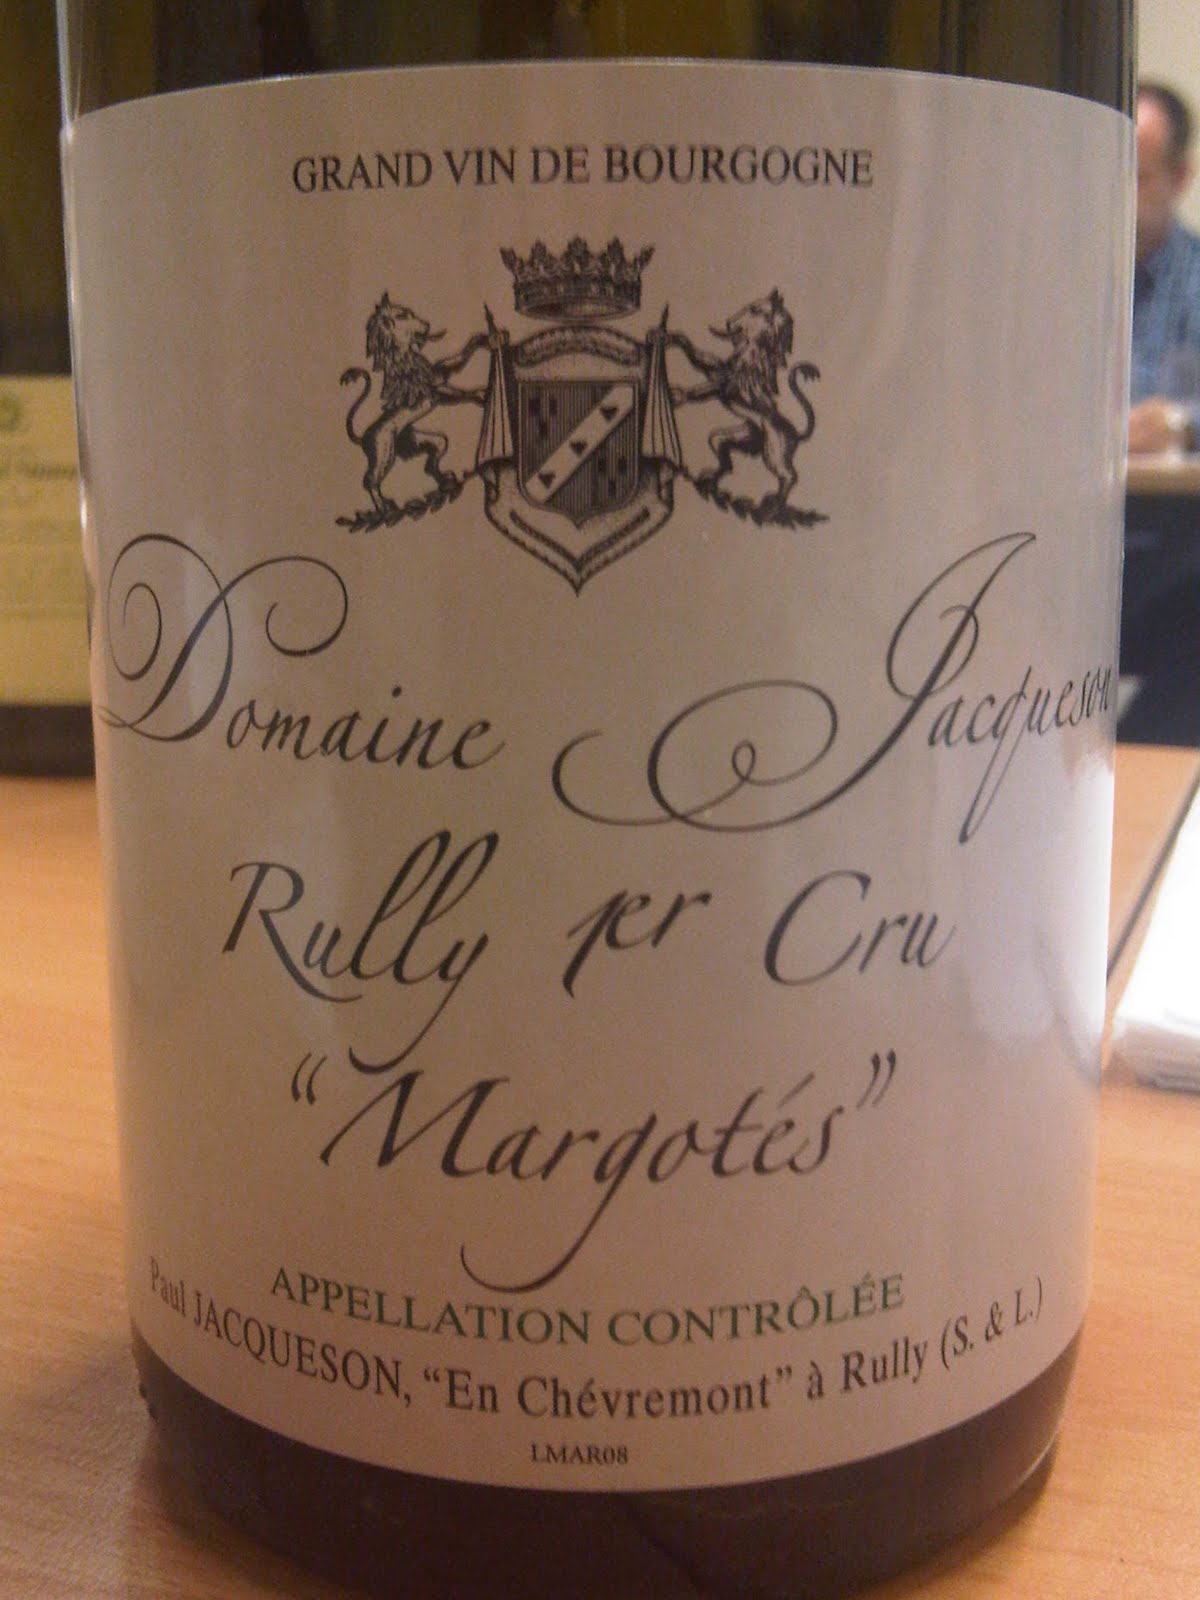 GRAND VIN DE BOURGOGNE
Domaine Jacqueson
Rully 1er Cru
“Margotés”
APPELLATION CONTRÔLÉE
Paul JACQUESON, “En Chévremont” à Rully (S. & L.)
LMAR08